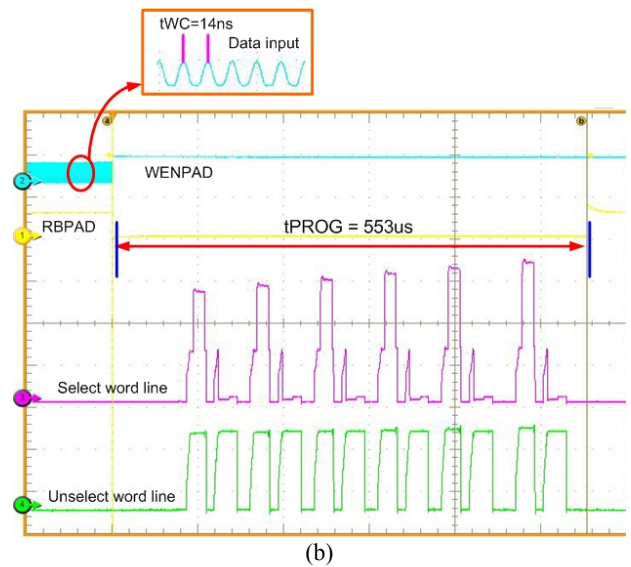 tWC=14ns
Data input
a
b
2
WENPAD
1
RBPAD
tPROG = 553us
Select word line
3
Unselect word line
4
(b)